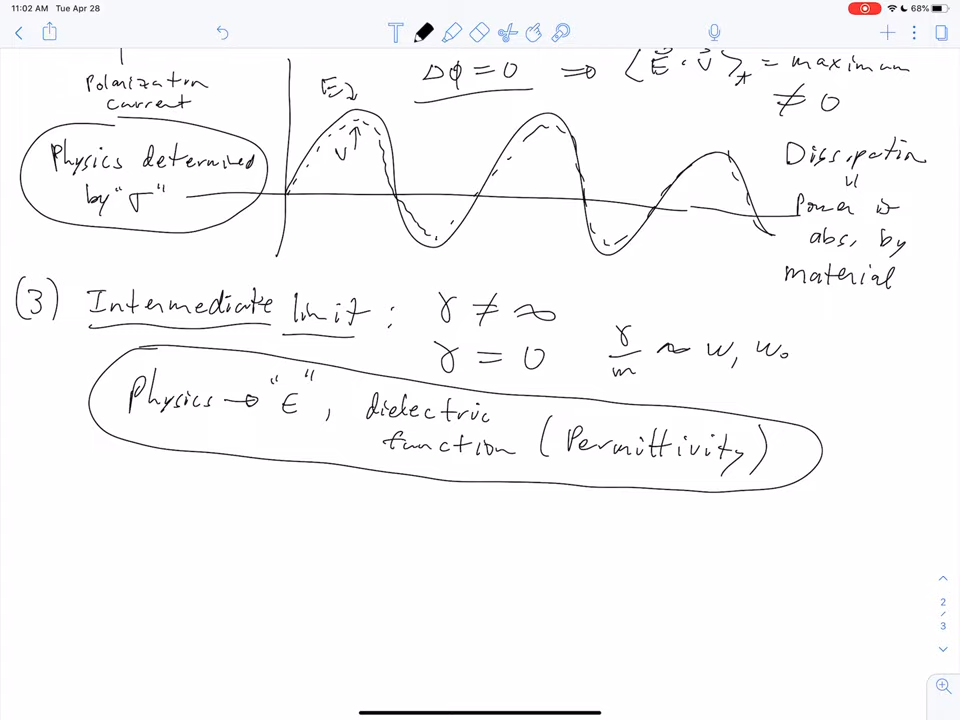 11:02 AM Tue Apr 28
68%
Polarization
current
Δϕ = 0 ⇒ ⟨E⃗ · v⃗⟩ₜ = maximum
≠ 0
E
v
Physics determined
by "σ"
Dissipation
Power is
abs. by
material
(3) Intermediate limit : γ ≠ ∞
γ = 0 γ/m ~ ω, ω₀
Physics → "ε", dielectric
function (Permittivity)
2
/
3